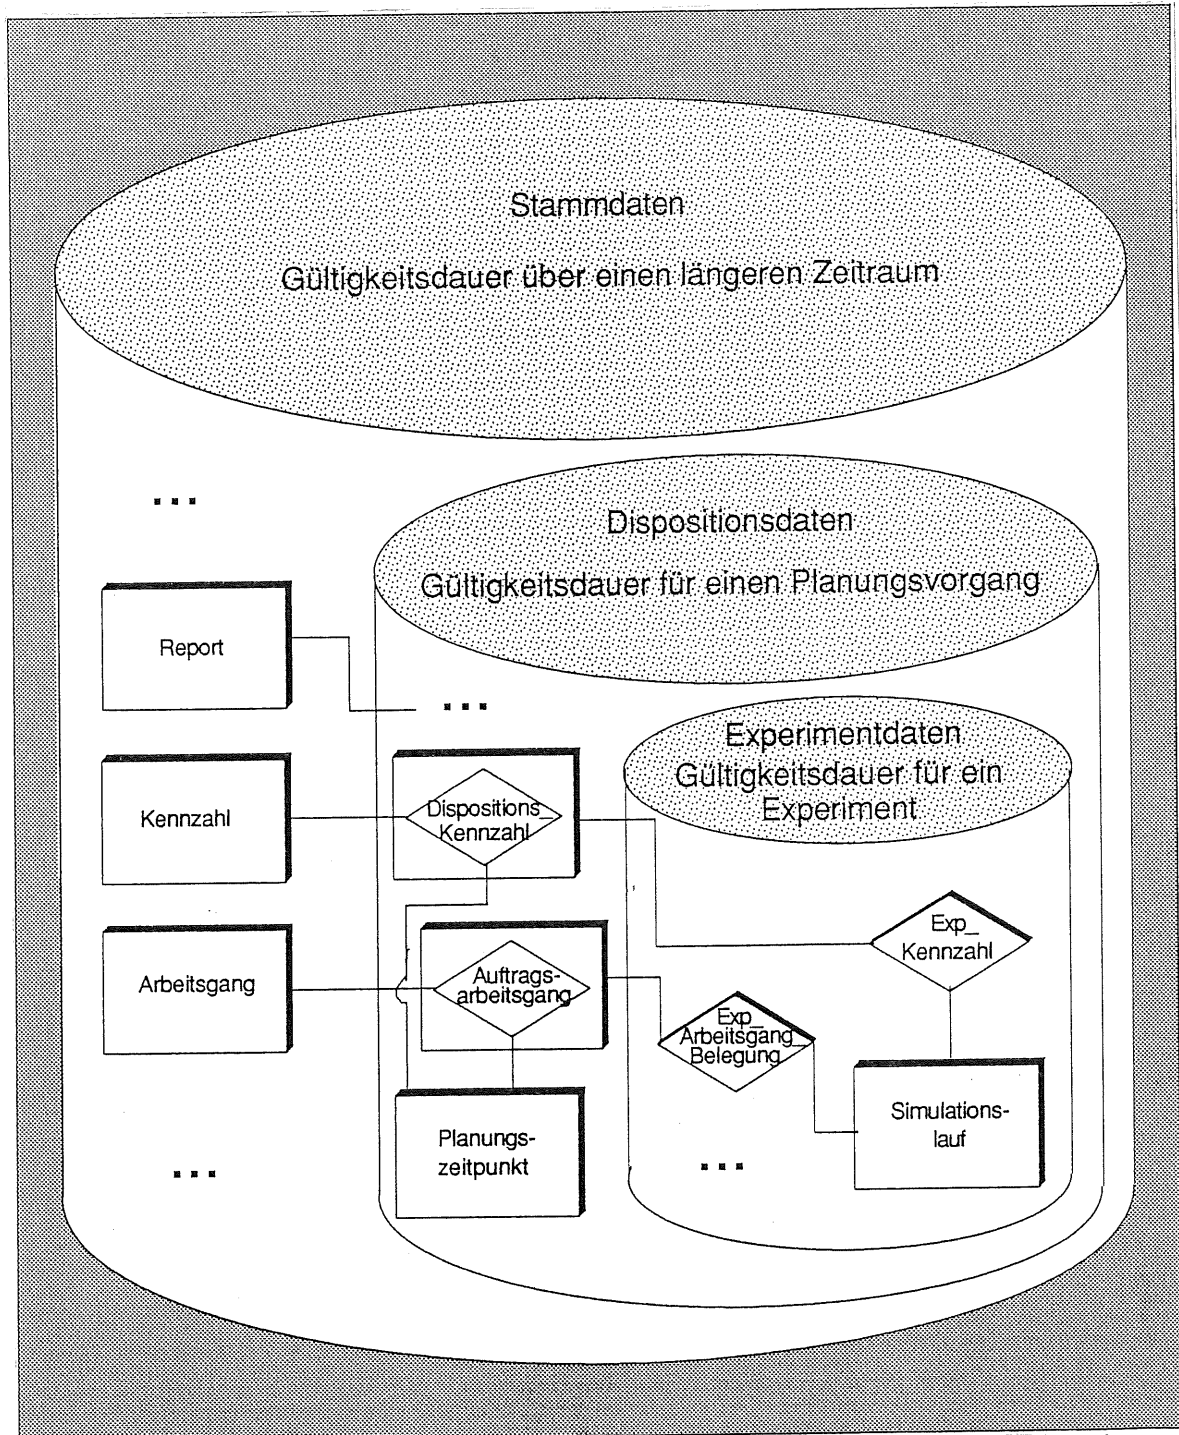 Stammdaten
Gültigkeitsdauer über einen längeren Zeitraum
...
Dispositionsdaten
Gültigkeitsdauer für einen Planungsvorgang
Report
...
Experimentdaten
Gültigkeitsdauer für ein
Experiment
Kennzahl
Dispositions_
Kennzahl
Exp_
Kennzahl
Arbeitsgang
Auftrags-
arbeitsgang
Exp_
Arbeitsgang_
Belegung
Simulations-
lauf
Planungs-
zeitpunkt
...
...